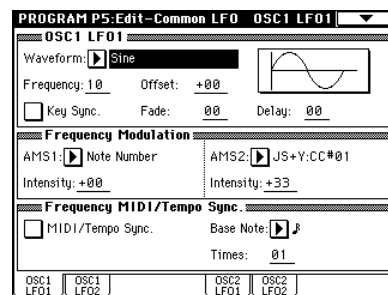 PROGRAM P5:Edit-Common LFO OSC1 LFO1
OSC1 LFO1
Waveform: Sine
Frequency: 10 Offset: +00
Key Sync. Fade: 00 Delay: 00
Frequency Modulation
AMS1: Note Number AMS2: JS+Y:CC#01
Intensity: +00 Intensity: +33
Frequency MIDI/Tempo Sync.
MIDI/Tempo Sync. Base Note: ♪
Times: 01
OSC1 LFO1 OSC1 LFO2 OSC2 LFO1 OSC2 LFO2